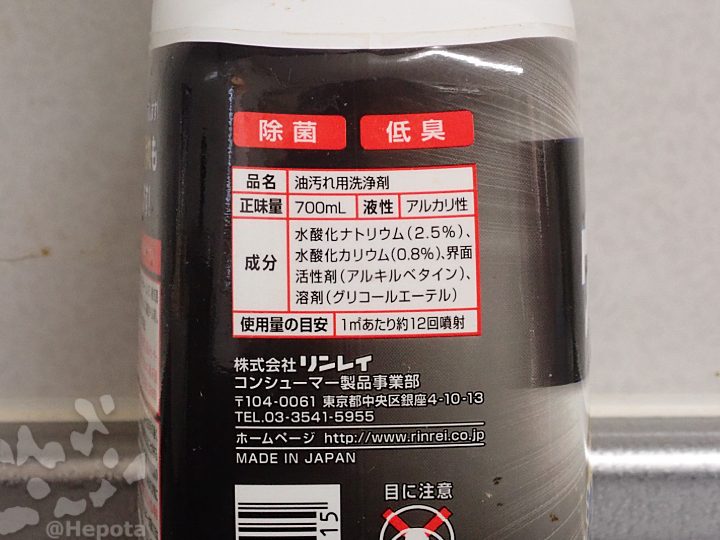 除菌 低臭
品名 油汚れ用洗浄剤
正味量 700mL 液性 アルカリ性
成分
水酸化ナトリウム(2.5%)、
水酸化カリウム(0.8%)、界面
活性剤(アルキルベタイン)、
溶剤(グリコールエーテル)
使用量の目安 1㎡あたり約12回噴射
株式会社リンレイ
コンシューマー製品事業部
〒104-0061 東京都中央区銀座4-10-13
TEL.03-3541-5955
ホームページ http://www.rinrei.co.jp
MADE IN JAPAN
15
目に注意
@Hepota